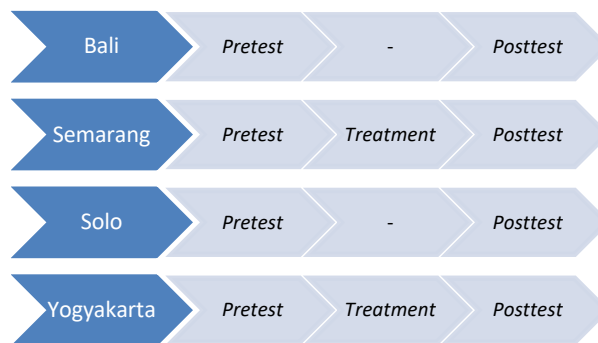 Bali Pretest - Posttest
Semarang Pretest Treatment Posttest
Solo Pretest - Posttest
Yogyakarta Pretest Treatment Posttest